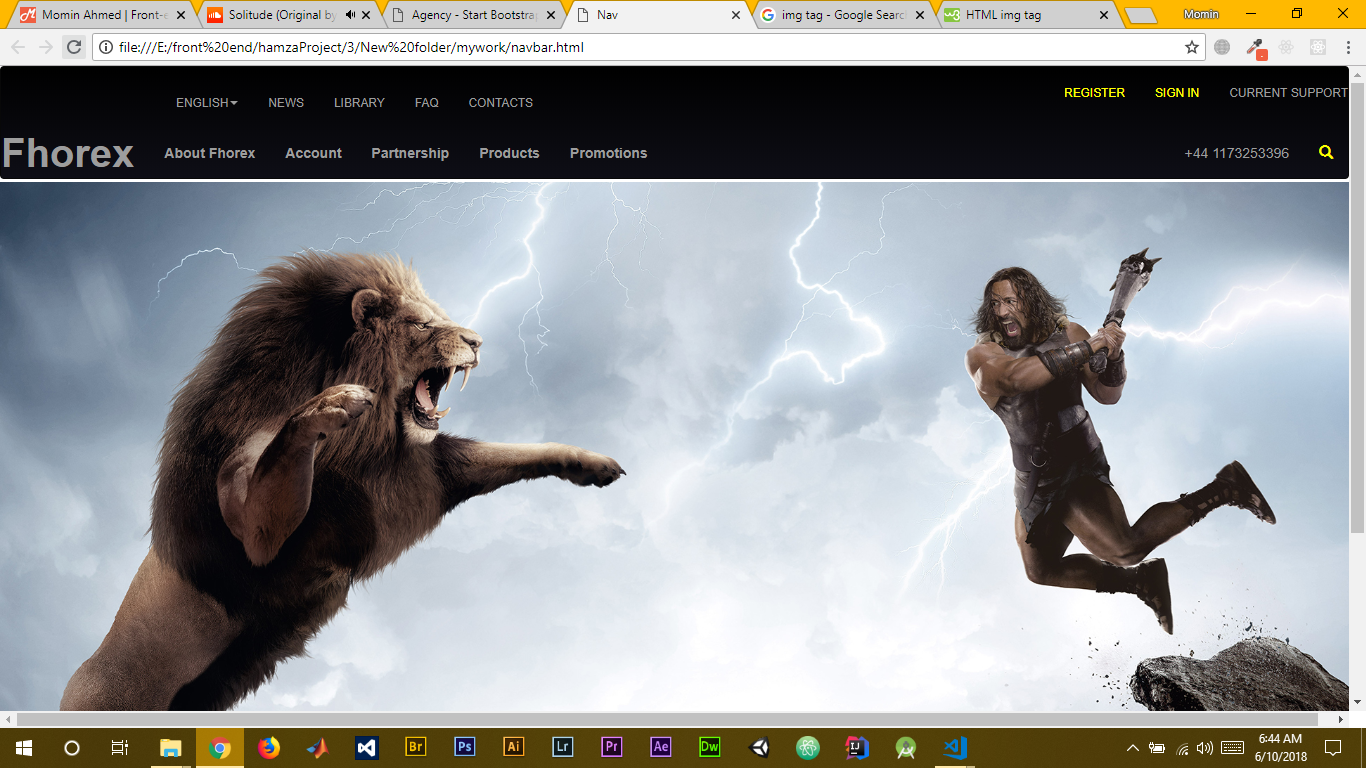 Momin Ahmed | Front-e
Solitude (Original by
Agency - Start Bootstrap
Nav
img tag - Google Search
HTML img tag
Momin
file:///E:/front%20end/hamzaProject/3/New%20folder/mywork/navbar.html
ENGLISH NEWS LIBRARY FAQ CONTACTS
REGISTER SIGN IN CURRENT SUPPORT
Fhorex About Fhorex Account Partnership Products Promotions
+44 1173253396
Br Ps Ai Lr Pr Ae Dw IJ
6:44 AM
6/10/2018